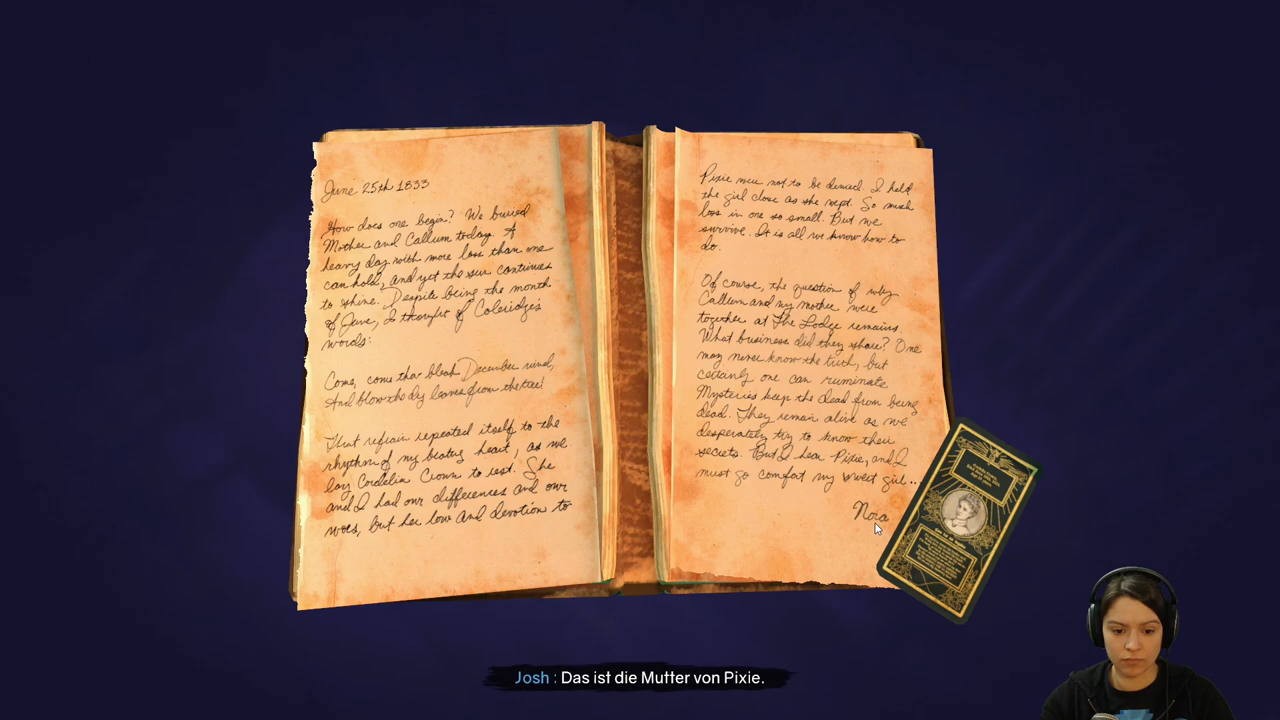 June 25th 1833
How does one begin? We buried
Mother and Callum today. A
heavy day with more loss than one
can hold, and yet the sun continues
to shine. Despite being the month
of June, I thought of Coleridge's
words:
Come, come thou bleak December wind,
And blow the dry leaves from the tree!
That refrain repeated itself to the
rhythm of my beating heart, as we
lay Cordelia Crown to rest. She
and I had our differences and our
woes, but her love and devotion to
Pixie were not to be denied. I held
the girl close as she wept. So much
loss in one so small. But we
survive. It is all we know how to
do.
Of course, the question of why
Callum and my mother were
together at The Lodge remains.
What business did they share? One
may never know the truth, but
certainly one can ruminate
Mysteries keep the dead from being
dead. They remain alive as we
desperately try to know their
secrets. But I hear Pixie, and I
must go comfort my sweet girl...
Nora
Josh : Das ist die Mutter von Pixie.